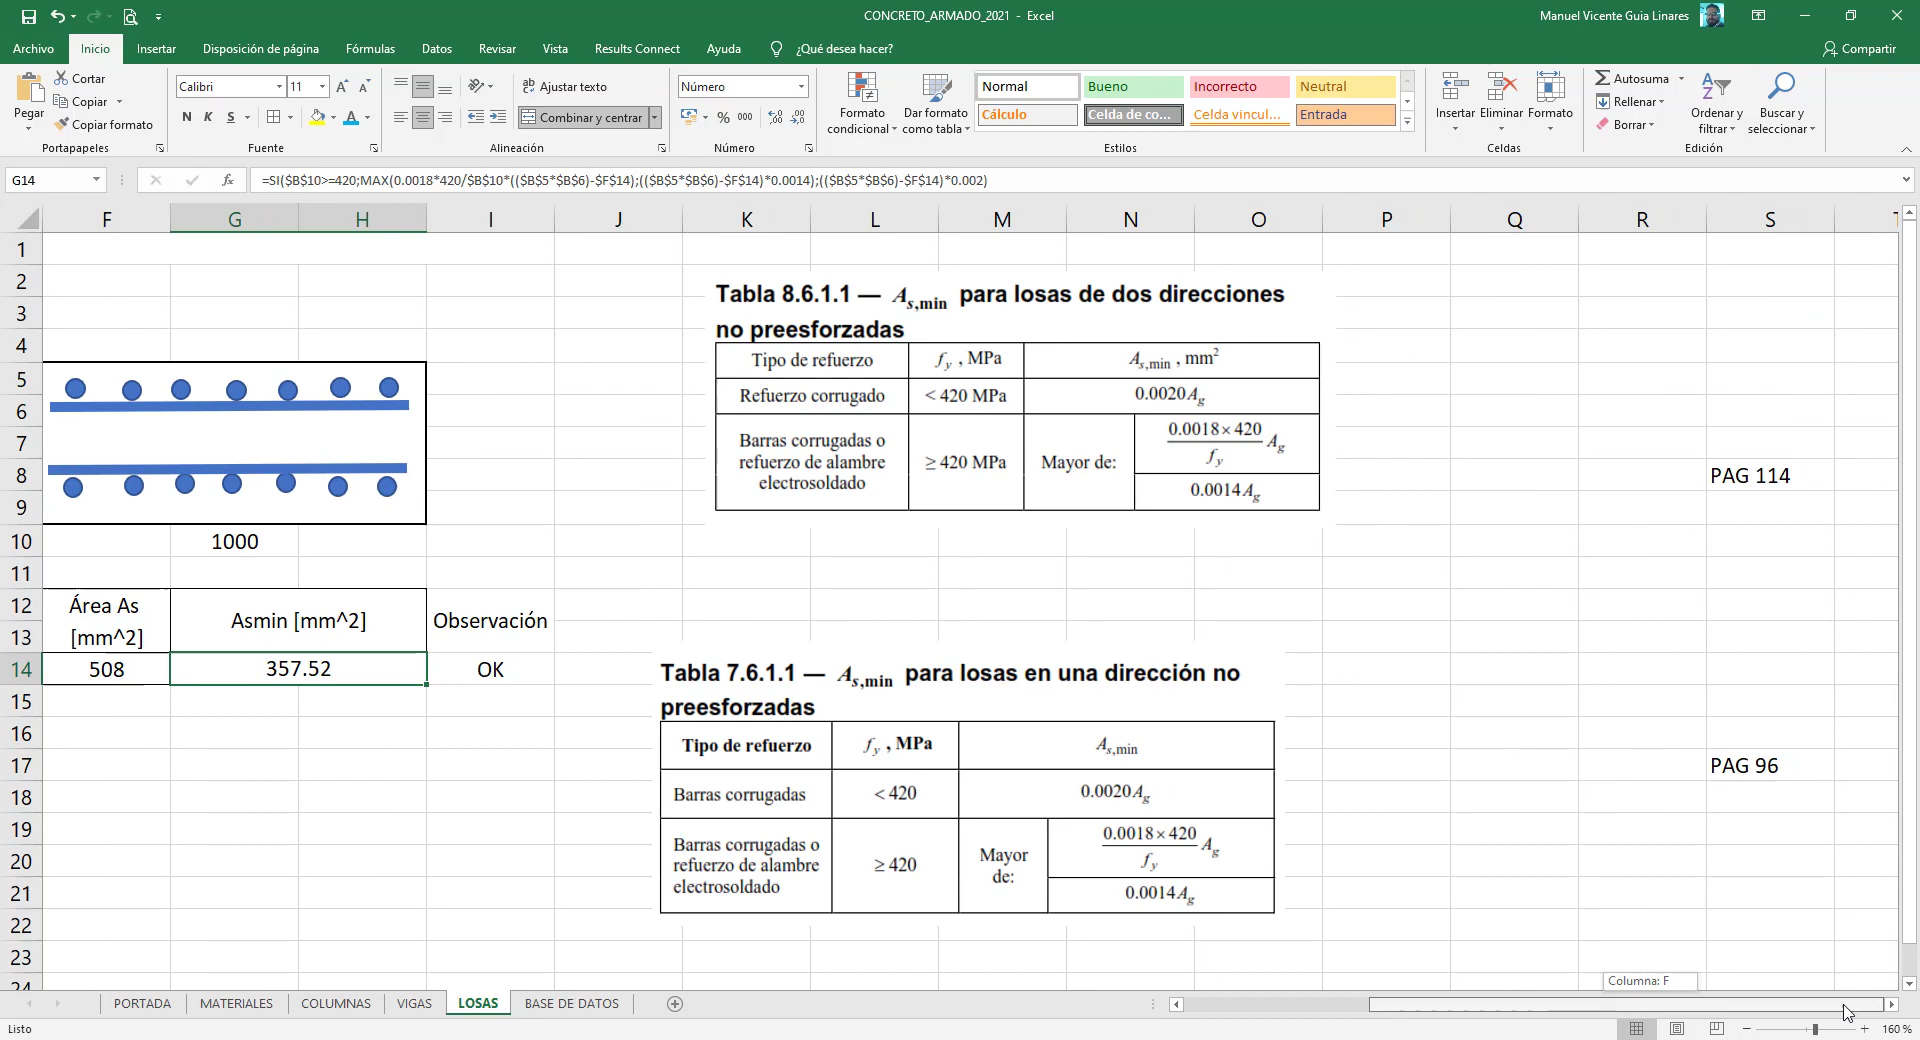 CONCRETO_ARMADO_2021 - Excel
Manuel Vicente Guia Linares
Archivo Inicio Insertar Disposición de página Fórmulas Datos Revisar Vista Results Connect Ayuda ¿Qué desea hacer? Compartir
Pegar
Cortar
Copiar
Copiar formato
Portapapeles
Calibri 11
N K S
Fuente
Ajustar texto
Combinar y centrar
Alineación
Número
% 000
Número
Formato condicional
Dar formato como tabla
Normal Bueno Incorrecto Neutral
Cálculo Celda de co... Celda vincul... Entrada
Estilos
Insertar Eliminar Formato
Celdas
Autosuma
Rellenar
Borrar
Ordenar y filtrar
Buscar y seleccionar
Edición
G14
fx
=SI($B$10>=420;MAX(0.0018*420/$B$10*(($B$5*$B$6)-$F$14);(($B$5*$B$6)-$F$14)*0.0014);(($B$5*$B$6)-$F$14)*0.002)
F G H I J K L M N O P Q R S
1
2
3
4
5
6
7
8
9
10
11
12
13
14
15
16
17
18
19
20
21
22
23
24
1000
Área As
[mm^2]
Asmin [mm^2]
Observación
508 357.52 OK
Tabla 8.6.1.1 — As,min para losas de dos direcciones
no preesforzadas
Tipo de refuerzo fy , MPa As,min , mm2
Refuerzo corrugado < 420 MPa 0.0020Ag
Barras corrugadas o
refuerzo de alambre
electrosoldado
≥ 420 MPa
Mayor de:
0.0018 × 420
fy
Ag
0.0014Ag
PAG 114
Tabla 7.6.1.1 — As,min para losas en una dirección no
preesforzadas
Tipo de refuerzo fy , MPa As,min
Barras corrugadas < 420 0.0020Ag
Barras corrugadas o
refuerzo de alambre
electrosoldado
≥ 420
Mayor
de:
0.0018 × 420
fy
Ag
0.0014Ag
PAG 96
Columna: F
PORTADA MATERIALES COLUMNAS VIGAS LOSAS BASE DE DATOS
Listo
160 %